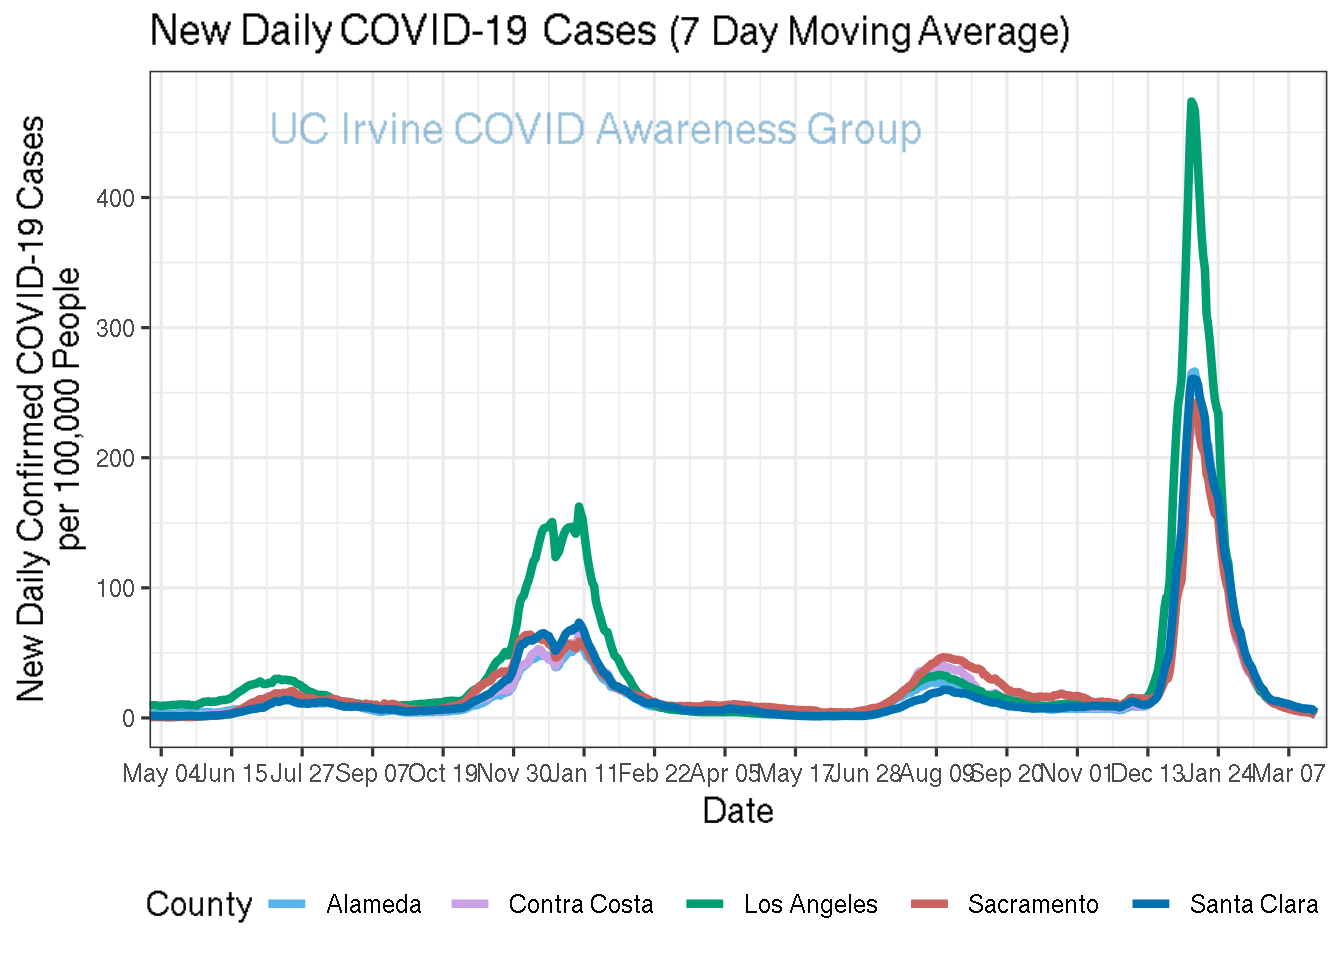 New Daily COVID-19 Cases (7 Day Moving Average)
UC Irvine COVID Awareness Group
New Daily Confirmed COVID-19 Cases
per 100,000 People
400
300
200
100
0
May 04 Jun 15 Jul 27 Sep 07 Oct 19 Nov 30 Jan 11 Feb 22 Apr 05 May 17 Jun 28 Aug 09 Sep 20 Nov 01 Dec 13 Jan 24 Mar 07
Date
County Alameda Contra Costa Los Angeles Sacramento Santa Clara